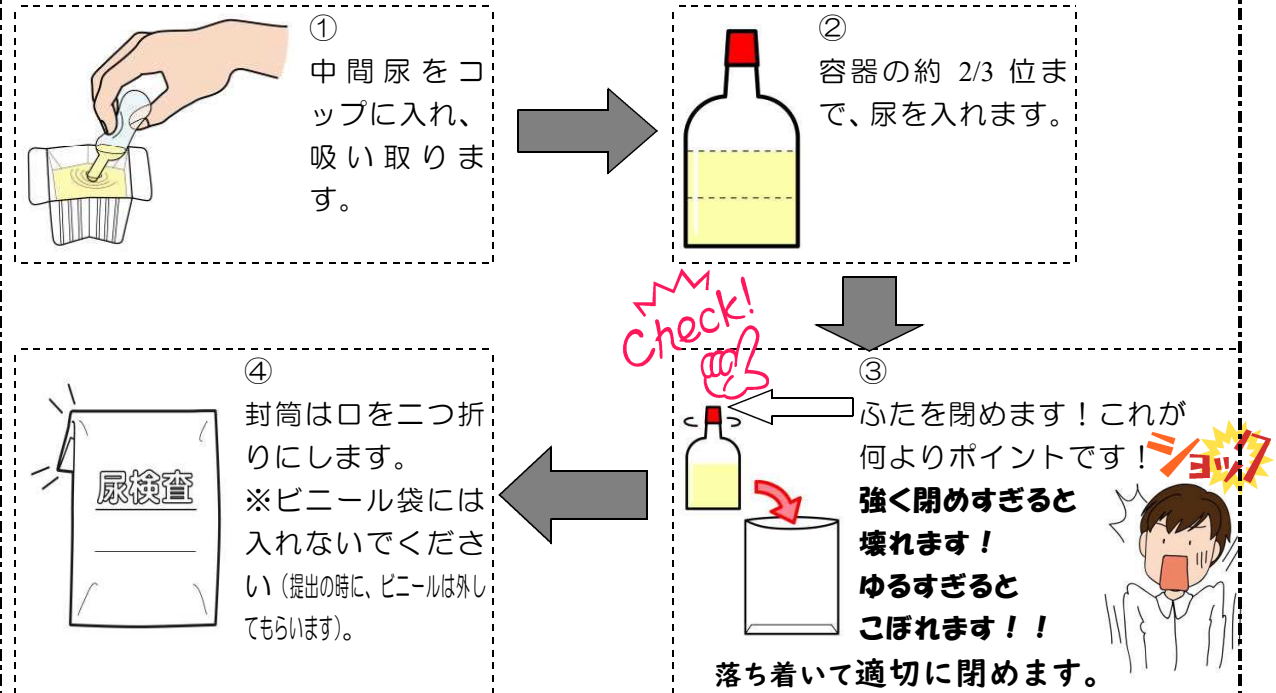 ①
中間尿をコ
ップに入れ、
吸い取りま
す。
②
容器の約 2/3 位ま
で、尿を入れます。
Check!
③
ふたを閉めます！これが
何よりポイントです！
ショック
強く閉めすぎると
壊れます！
ゆるすぎると
こぼれます！！
落ち着いて適切に閉めます。
④
封筒は口を二つ折
りにします。
※ビニール袋には
入れないでくださ
い（提出の時に、ビニールは外し
てもらいます）。
尿検査